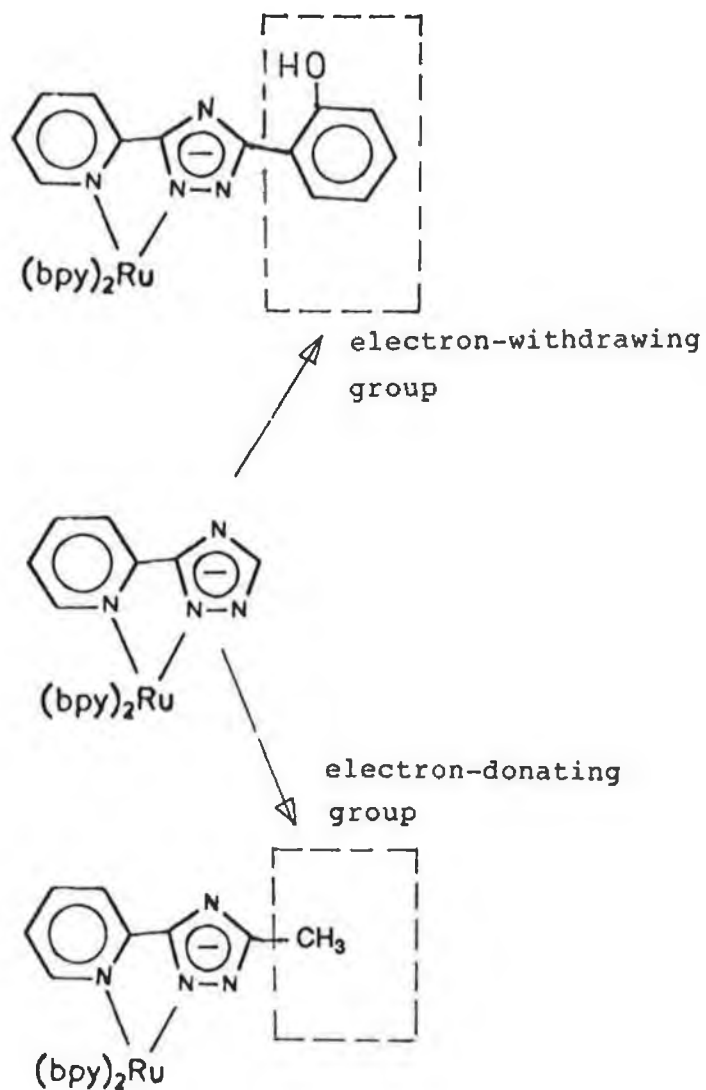 HO
N
N
N-N
(bpy)₂Ru
electron-withdrawing
group
N
N
N-N
(bpy)₂Ru
electron-donating
group
N
CH₃
N
N-N
(bpy)₂Ru